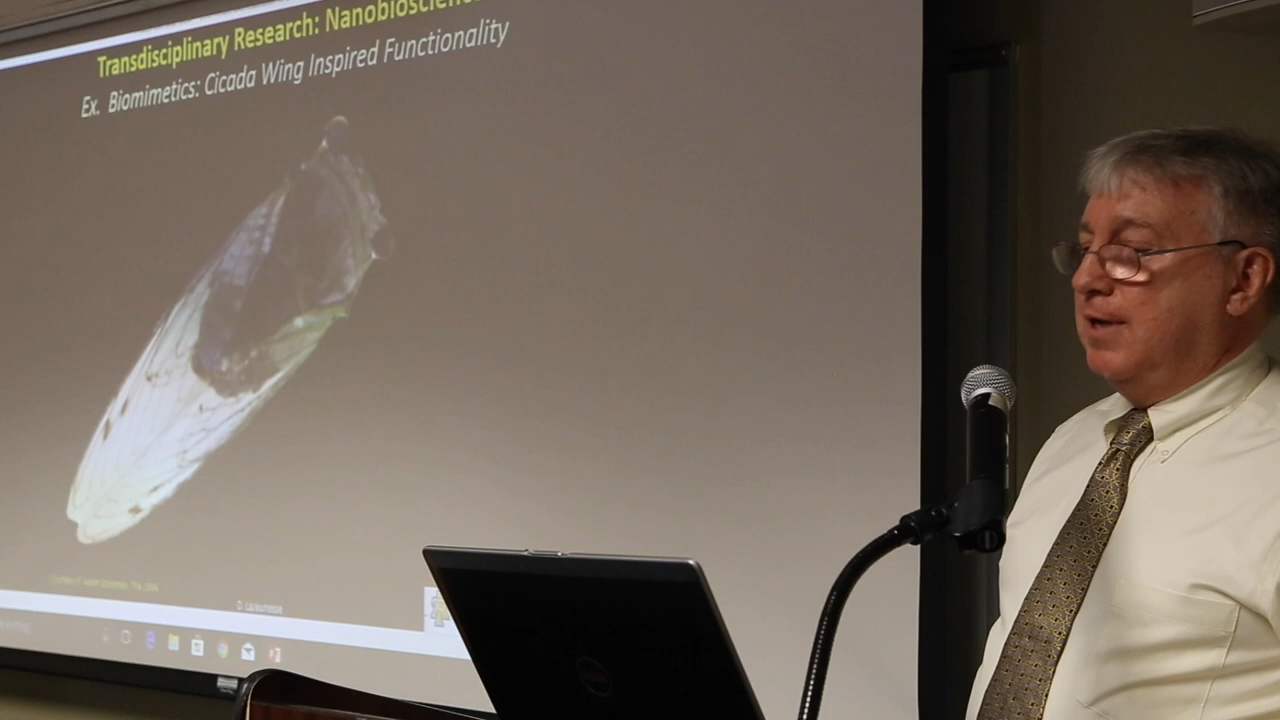 Transdisciplinary Research: Nanobioscience
Ex. Biomimetics: Cicada Wing Inspired Functionality